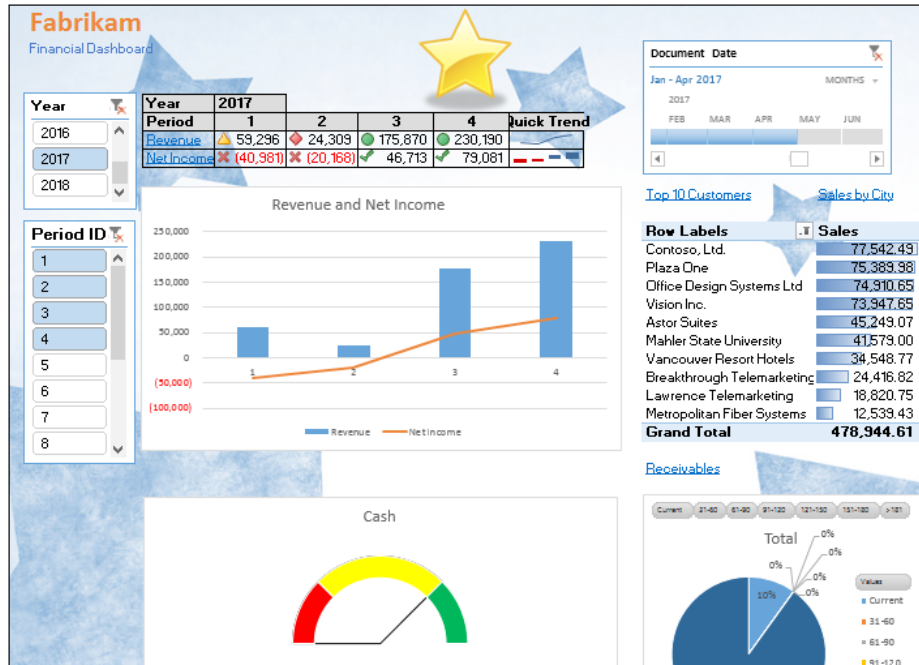 Fabrikam
Financial Dashboard
Year
2016
2017
2018
Period ID
1
2
3
4
5
6
7
8
Year 2017
Period 1 2 3 4 Quick Trend
Revenue 59,296 24,309 175,870 230,190
Net Income (40,981) (20,168) 46,713 79,081
Revenue and Net Income
250,000
200,000
150,000
100,000
50,000
0
(50,000)
(100,000)
1 2 3 4
Revenue Net Income
Cash
Document Date
Jan - Apr 2017 MONTHS
2017
FEB MAR APR MAY JUN
Top 10 Customers Sales by City
Row Labels Sales
Contoso, Ltd. 77,542.49
Plaza One 75,389.98
Office Design Systems Ltd 74,910.65
Vision Inc. 73,947.65
Astor Suites 45,249.07
Mahler State University 41,579.00
Vancouver Resort Hotels 34,548.77
Breakthrough Telemarketing 24,416.82
Lawrence Telemarketing 18,820.75
Metropolitan Fiber Systems 12,539.43
Grand Total 478,944.61
Receivables
Current 31-60 61-90 91-120 121-150 151-180 >181
Total
0%
0%
0%
0%
0%
10%
Values
Current
31-60
61-90
91-120